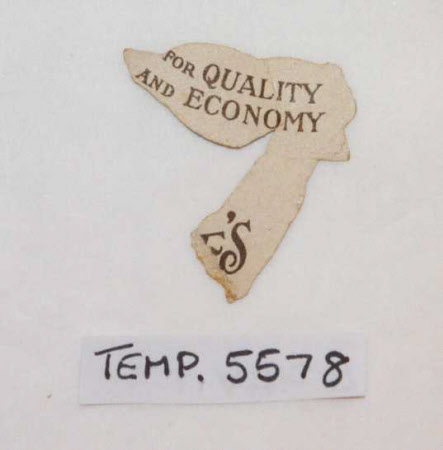 FOR QUALITY
AND ECONOMY
'S
TEMP. 5578